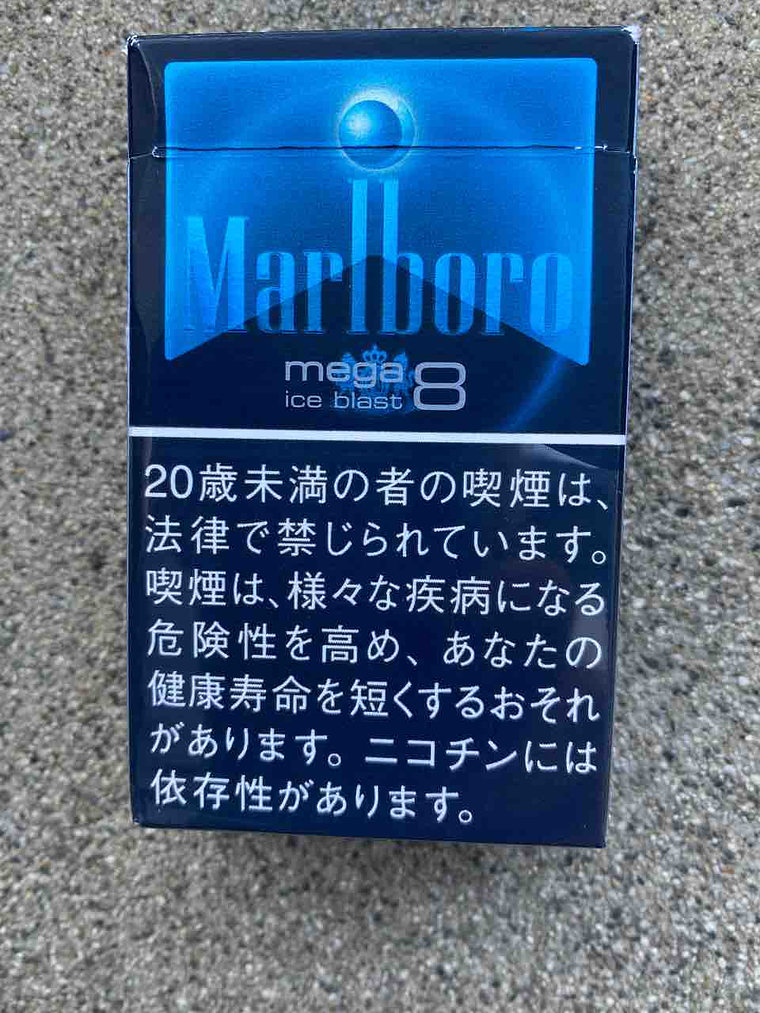 Marlboro
mega 8
ice blast
20歳未満の者の喫煙は、
法律で禁じられています。
喫煙は、様々な疾病になる
危険性を高め、あなたの
健康寿命を短くするおそれ
があります。ニコチンには
依存性があります。